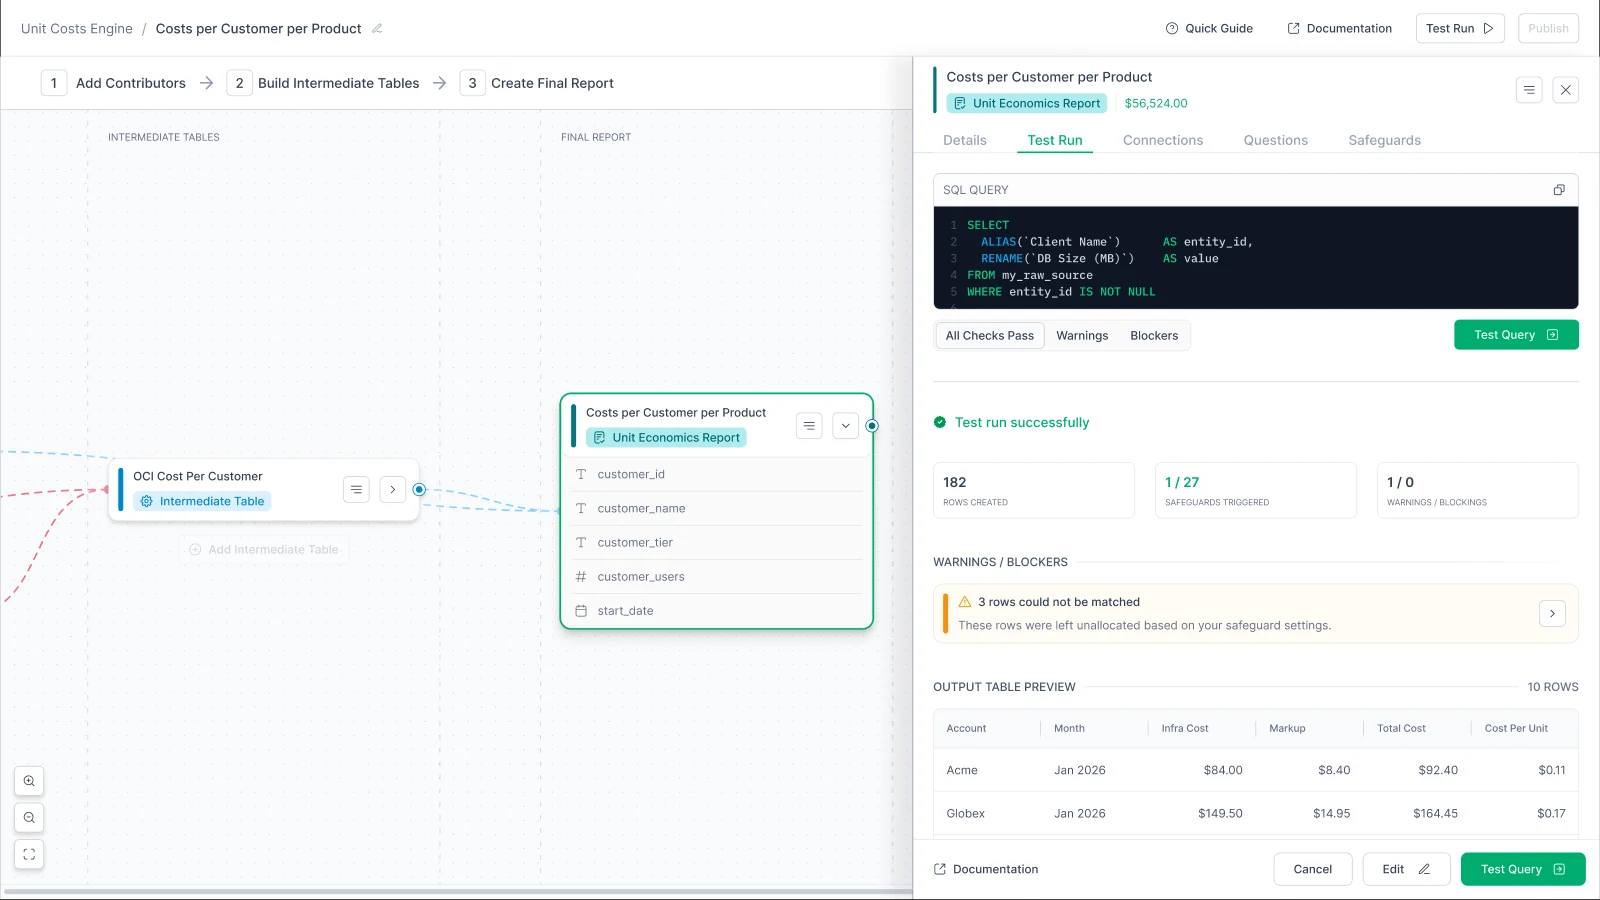 Unit Costs Engine / Costs per Customer per Product
Quick Guide
Documentation
Test Run
Publish
1 Add Contributors
2 Build Intermediate Tables
3 Create Final Report
INTERMEDIATE TABLES
FINAL REPORT
OCI Cost Per Customer
Intermediate Table
Add Intermediate Table
Costs per Customer per Product
Unit Economics Report
customer_id
customer_name
customer_tier
customer_users
start_date
Costs per Customer per Product
Unit Economics Report
$56,524.00
Details
Test Run
Connections
Questions
Safeguards
SQL QUERY
1 SELECT
2 ALIAS(`Client Name`) AS entity_id,
3 RENAME(`DB Size (MB)`) AS value
4 FROM my_raw_source
5 WHERE entity_id IS NOT NULL
All Checks Pass
Warnings
Blockers
Test Query
Test run successfully
182
ROWS CREATED
1 / 27
SAFEGUARDS TRIGGERED
1 / 0
WARNINGS / BLOCKINGS
WARNINGS / BLOCKERS
3 rows could not be matched
These rows were left unallocated based on your safeguard settings.
OUTPUT TABLE PREVIEW
10 ROWS
Account Month Infra Cost Markup Total Cost Cost Per Unit
Acme Jan 2026 $84.00 $8.40 $92.40 $0.11
Globex Jan 2026 $149.50 $14.95 $164.45 $0.17
Documentation
Cancel
Edit
Test Query